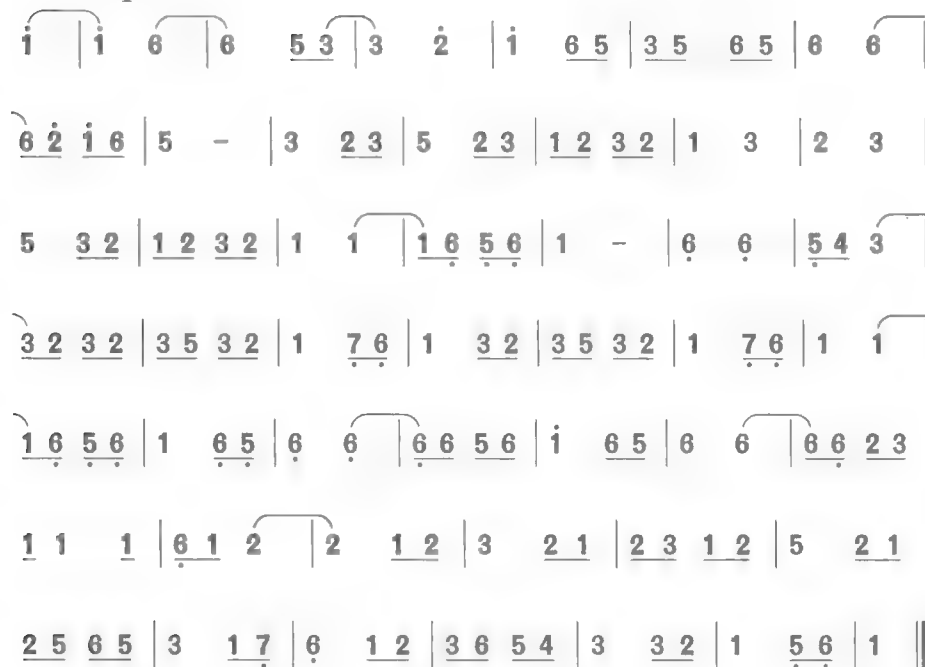 i̇ | i̇ 6 | 6 5 3 | 3 2̇ | i̇ 6 5 | 3 5 6 5 | 6 6 |
6 2̇ i̇ 6 | 5 – | 3 2 3 | 5 2 3 | 1 2 3 2 | 1 3 | 2 3 |
5 3 2 | 1 2 3 2 | 1 1 | 1 6̣ 5̣ 6̣ | 1 – | 6̣ 6̣ | 5̣ 4 3 |
3 2 3 2 | 3 5 3 2 | 1 7̣ 6̣ | 1 3 2 | 3 5 3 2 | 1 7̣ 6̣ | 1 1
1 6̣ 5̣ 6̣ | 1 6̣ 5̣ | 6̣ 6̣ | 6̣ 6 5 6 | i̇ 6 5 | 6 6 | 6 6̣ 2 3
1 1 1 | 6̣ 1 2 | 2 1 2 | 3 2 1 | 2 3 1 2 | 5 2 1
2 5 6 5 | 3 1 7̣ | 6̣ 1 2 | 3 6 5 4 | 3 3 2 | 1 5̣ 6̣ | 1 ‖